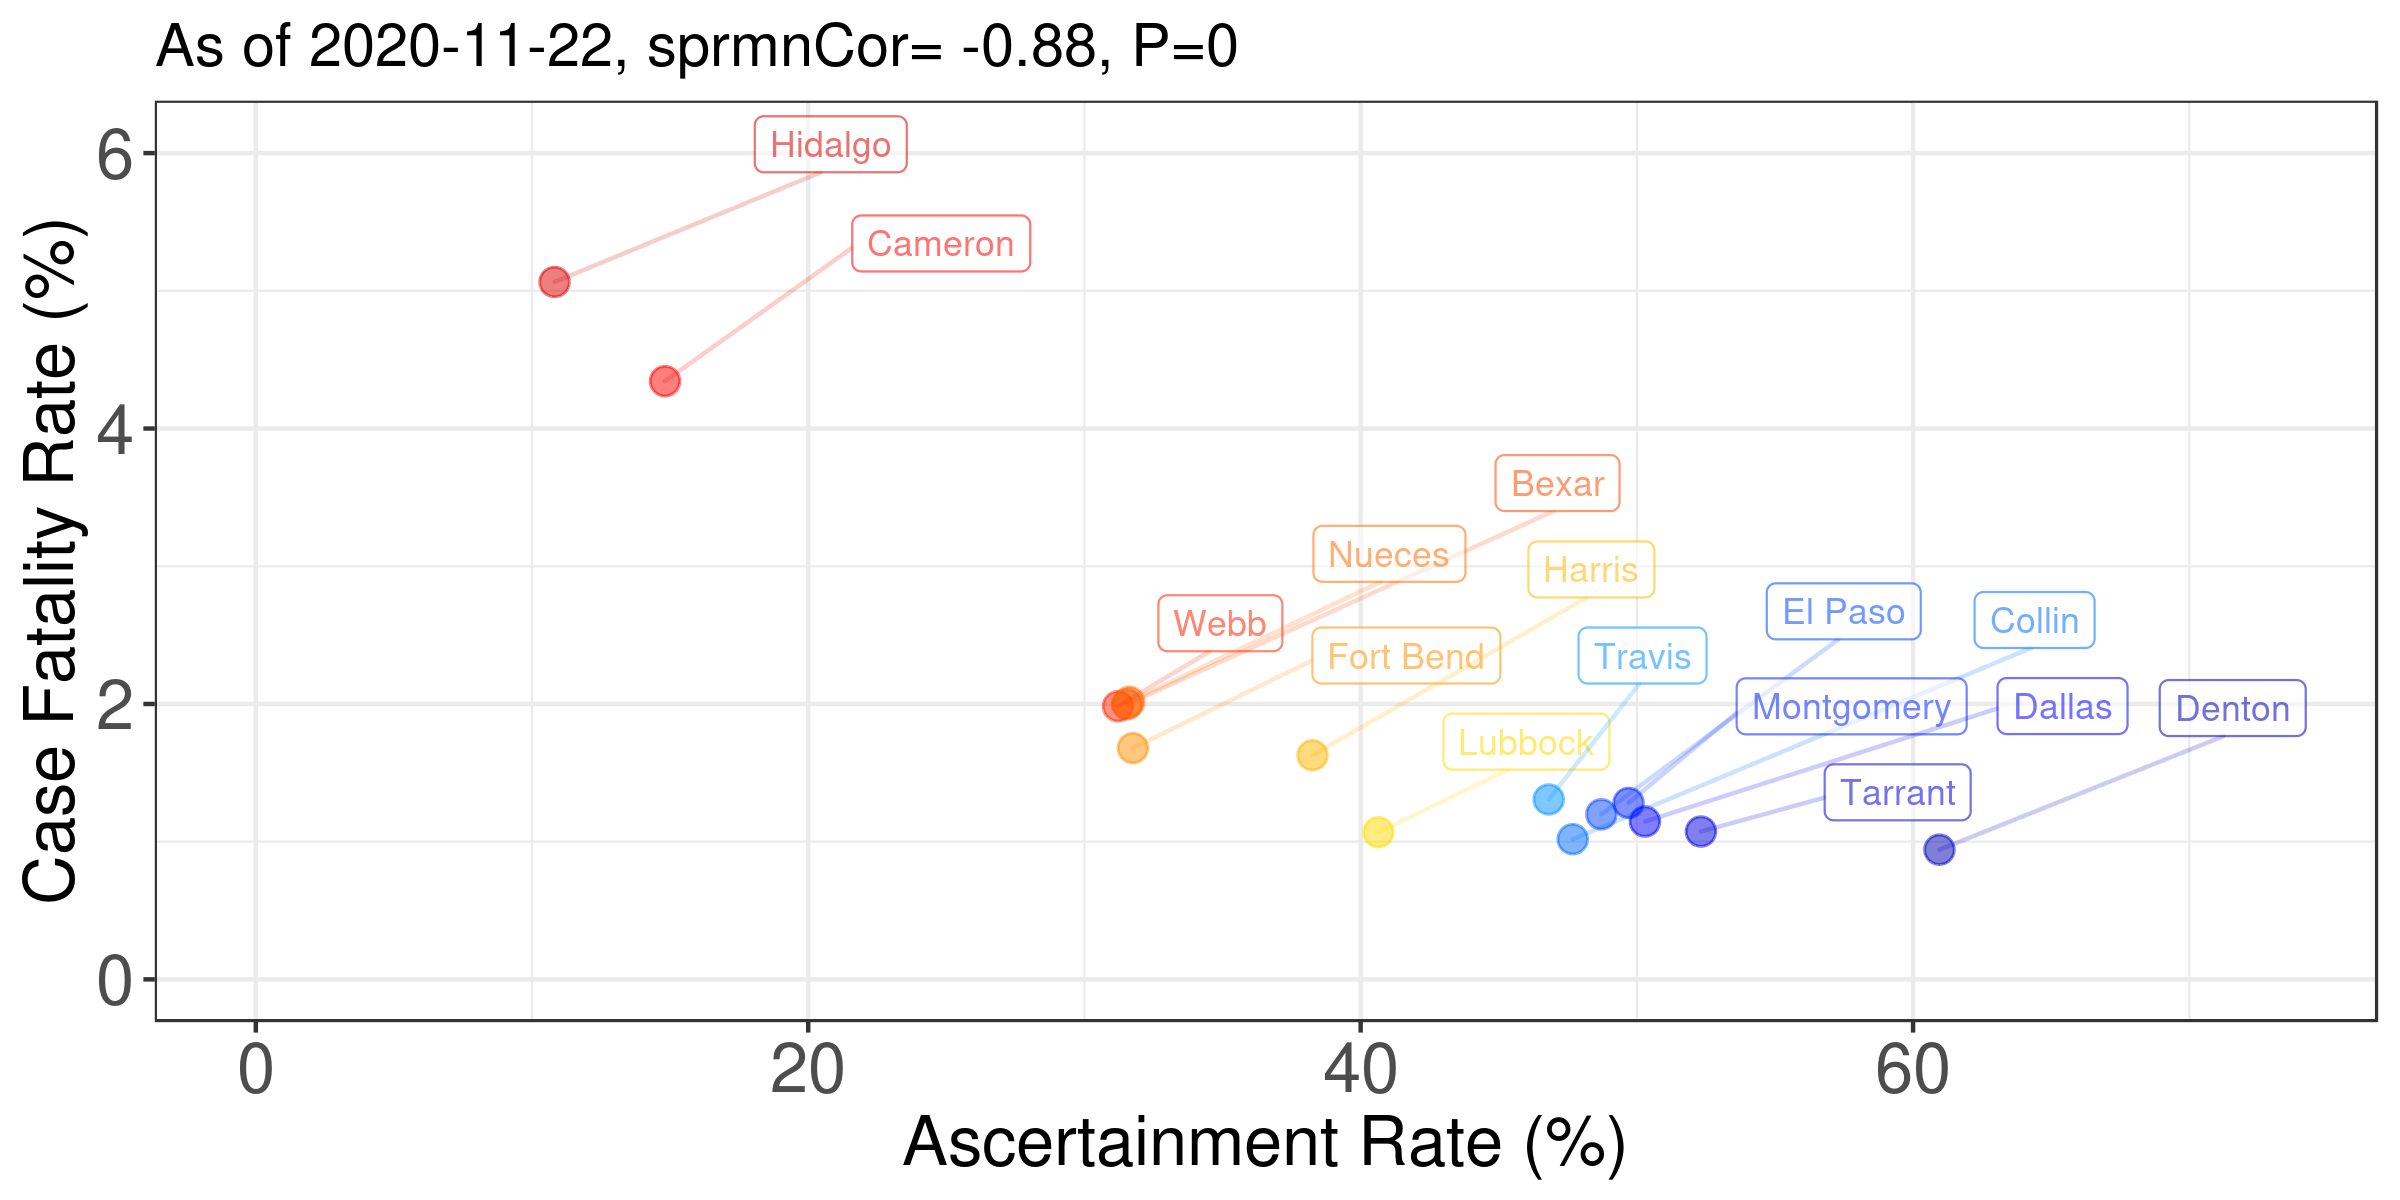 As of 2020-11-22, sprmnCor= -0.88, P=0
Case Fatality Rate (%)
6
4
2
0
Hidalgo
Cameron
Bexar
Nueces
Harris
Webb
Fort Bend
Travis
El Paso
Collin
Lubbock
Montgomery
Dallas
Denton
Tarrant
0 20 40 60
Ascertainment Rate (%)